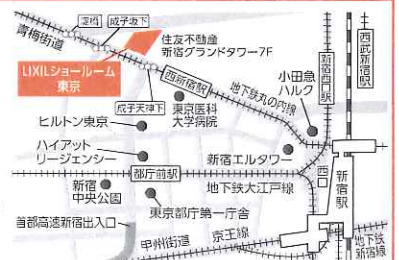 淀橋
成子坂下
青梅街道
住友不動産
新宿グランドタワー7F
LIXILショールーム
東京
西新宿駅
成子天神下
地下鉄丸の内線
新宿西口駅
西武新宿駅
小田急
ハルク
東京医科
大学病院
ヒルトン東京
ハイアット
リージェンシー
新宿エルタワー
都庁前駅
地下鉄大江戸線
西口
新宿駅
新宿
中央公園
東京都庁第一庁舎
首都高速新宿出入口
甲州街道
京王線
地下鉄
新宿線